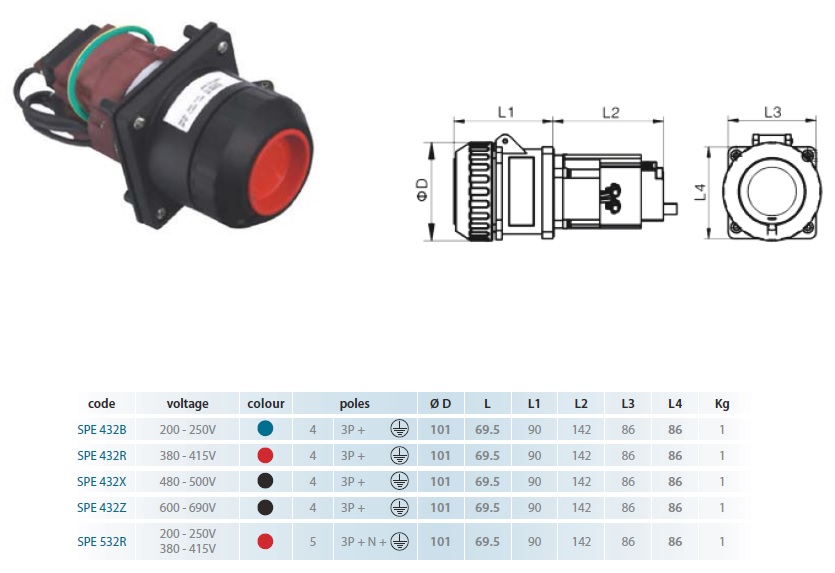 L1 L2 L3
ΦD L4
code voltage colour poles Ø D L L1 L2 L3 L4 Kg
SPE 432B 200 - 250V 4 3P + 101 69.5 90 142 86 86 1
SPE 432R 380 - 415V 4 3P + 101 69.5 90 142 86 86 1
SPE 432X 480 - 500V 4 3P + 101 69.5 90 142 86 86 1
SPE 432Z 600 - 690V 4 3P + 101 69.5 90 142 86 86 1
SPE 532R 200 - 250V 380 - 415V 5 3P + N + 101 69.5 90 142 86 86 1